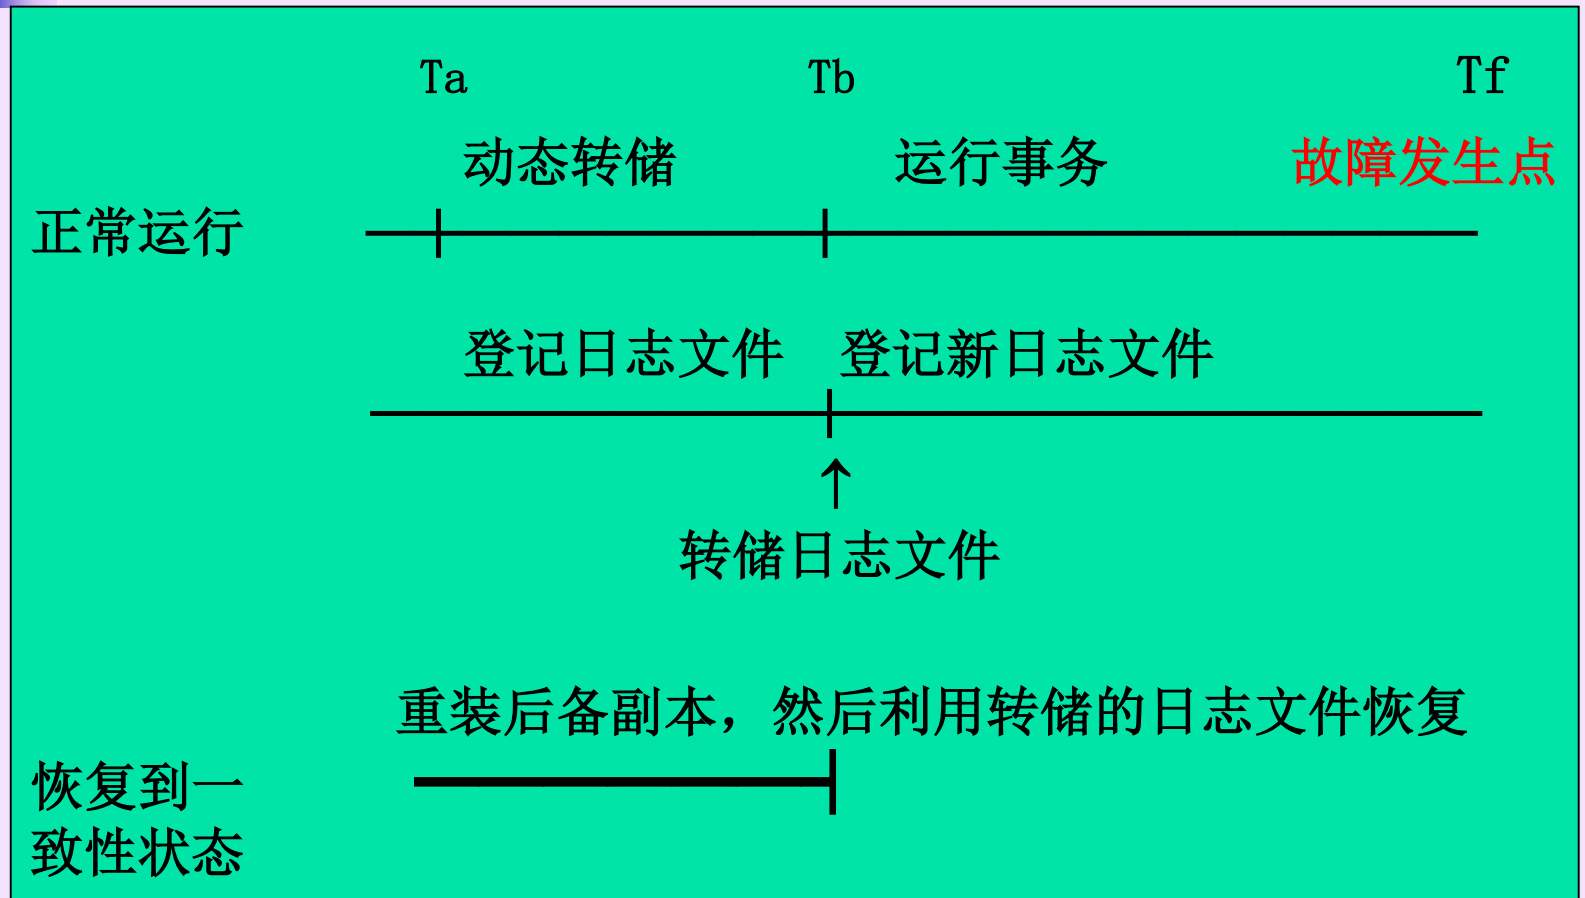 Ta Tb Tf
动态转储 运行事务 故障发生点
正常运行
登记日志文件 登记新日志文件
↑
转储日志文件
重装后备副本，然后利用转储的日志文件恢复
恢复到一
致性状态